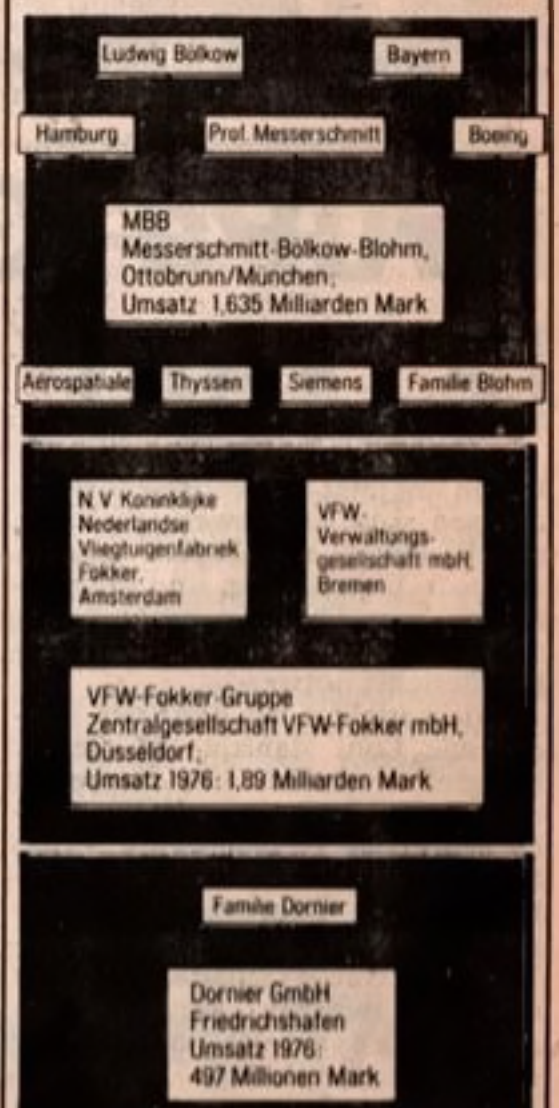 Ludwig Bölkow
Bayern
Hamburg
Prof. Messerschmitt
Boeing
MBB
Messerschmitt-Bölkow-Blohm,
Ottobrunn/München;
Umsatz 1,635 Milliarden Mark
Aérospatiale
Thyssen
Siemens
Familie Blohm
N.V. Koninklijke
Nederlandse
Vliegtuigenfabriek
Fokker,
Amsterdam
VFW-
Verwaltungs-
gesellschaft mbH,
Bremen
VFW-Fokker-Gruppe
Zentralgesellschaft VFW-Fokker mbH,
Düsseldorf;
Umsatz 1976: 1,89 Milliarden Mark
Familie Dornier
Dornier GmbH
Friedrichshafen
Umsatz 1976:
497 Millionen Mark